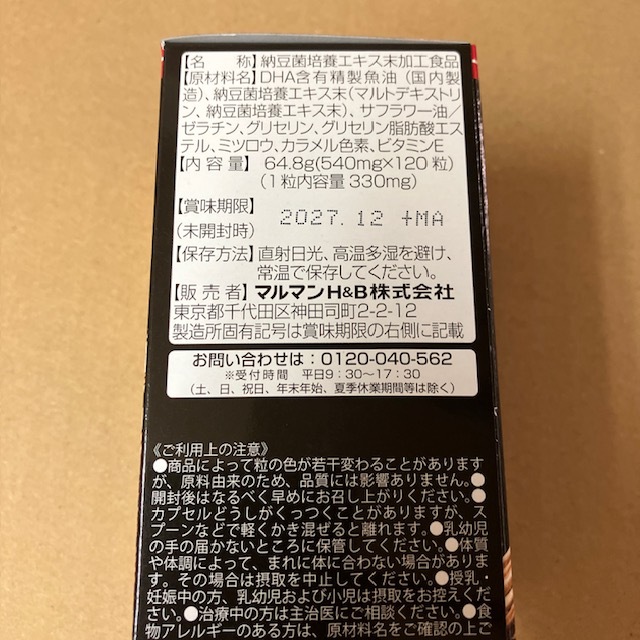 【名　　称】納豆菌培養エキス末加工食品
【原材料名】DHA含有精製魚油（国内製
造）、納豆菌培養エキス末（マルトデキストリ
ン、納豆菌培養エキス末）、サフラワー油／
ゼラチン、グリセリン、グリセリン脂肪酸エス
テル、ミツロウ、カラメル色素、ビタミンE
【内 容 量】　64.8g(540mg×120粒)
（1粒内容量 330mg）
【賞味期限】
(未開封時)
2027.12 +MA
【保存方法】直射日光、高温多湿を避け、
常温で保存してください。
【販 売 者】マルマンH&B株式会社
東京都千代田区神田司町2-2-12
製造所固有記号は賞味期限の右側に記載
お問い合わせは：0120-040-562
※受付時間　平日9：30〜17：30
（土、日、祝日、年末年始、夏季休業期間等は除く）
《ご利用上の注意》
●商品によって粒の色が若干変わることがあります
が、原料由来のため、品質には影響ありません。●
開封後はなるべく早めにお召し上がりください。●
カプセルどうしがくっつくことがありますが、ス
プーンなどで軽くかき混ぜると離れます。●乳幼児
の手の届かないところに保管してください。●体質
や体調によって、まれに体に合わない場合がありま
す。その場合は摂取を中止してください。●授乳・
妊娠中の方、乳幼児および小児は摂取をお控えくだ
さい。●治療中の方は主治医にご相談ください。●食
物アレルギーのある方は、原材料名をご確認の上ご